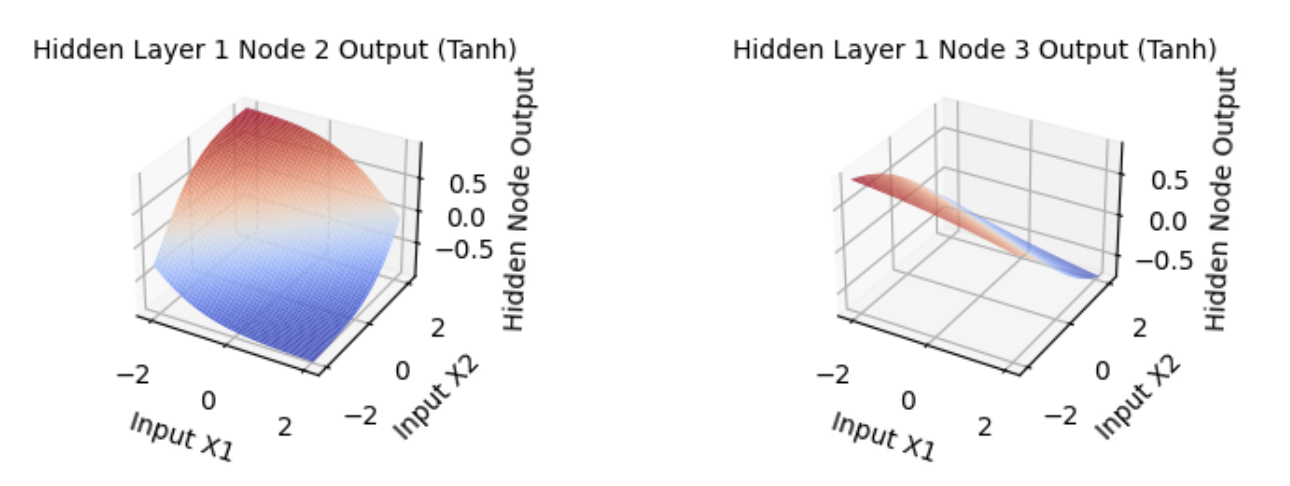 Hidden Layer 1 Node 2 Output (Tanh)
0.5
0.0
−0.5
Hidden Node Output
−2
0
2
Input X1
−2
0
2
Input X2
Hidden Layer 1 Node 3 Output (Tanh)
0.5
0.0
−0.5
Hidden Node Output
−2
0
2
Input X1
−2
0
2
Input X2